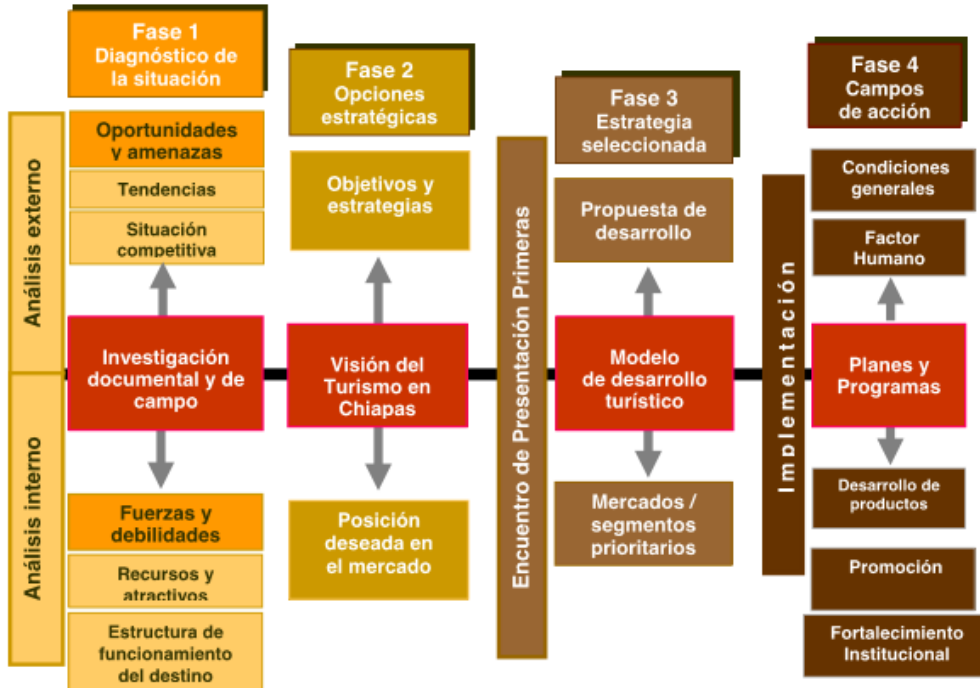 Fase 1
Diagnóstico de
la situación
Oportunidades
y amenazas
Tendencias
Situación
competitiva
Análisis externo
Análisis interno
Investigación
documental y de
campo
Fuerzas y
debilidades
Recursos y
atractivos
Estructura de
funcionamiento
del destino
Fase 2
Opciones
estratégicas
Objetivos y
estrategias
Visión del
Turismo en
Chiapas
Posición
deseada en
el mercado
Encuentro de Presentación Primeras
Fase 3
Estrategia
seleccionada
Propuesta de
desarrollo
Modelo
de desarrollo
turístico
Mercados /
segmentos
prioritarios
Implementación
Fase 4
Campos
de acción
Condiciones
generales
Factor
Humano
Planes y
Programas
Desarrollo de
productos
Promoción
Fortalecimiento
Institucional